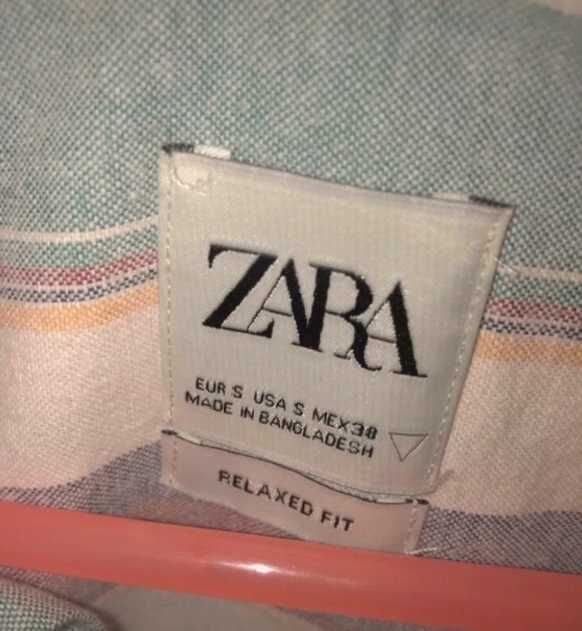 ZARA
EUR S USA S MEX 38
MADE IN BANGLADESH
RELAXED FIT